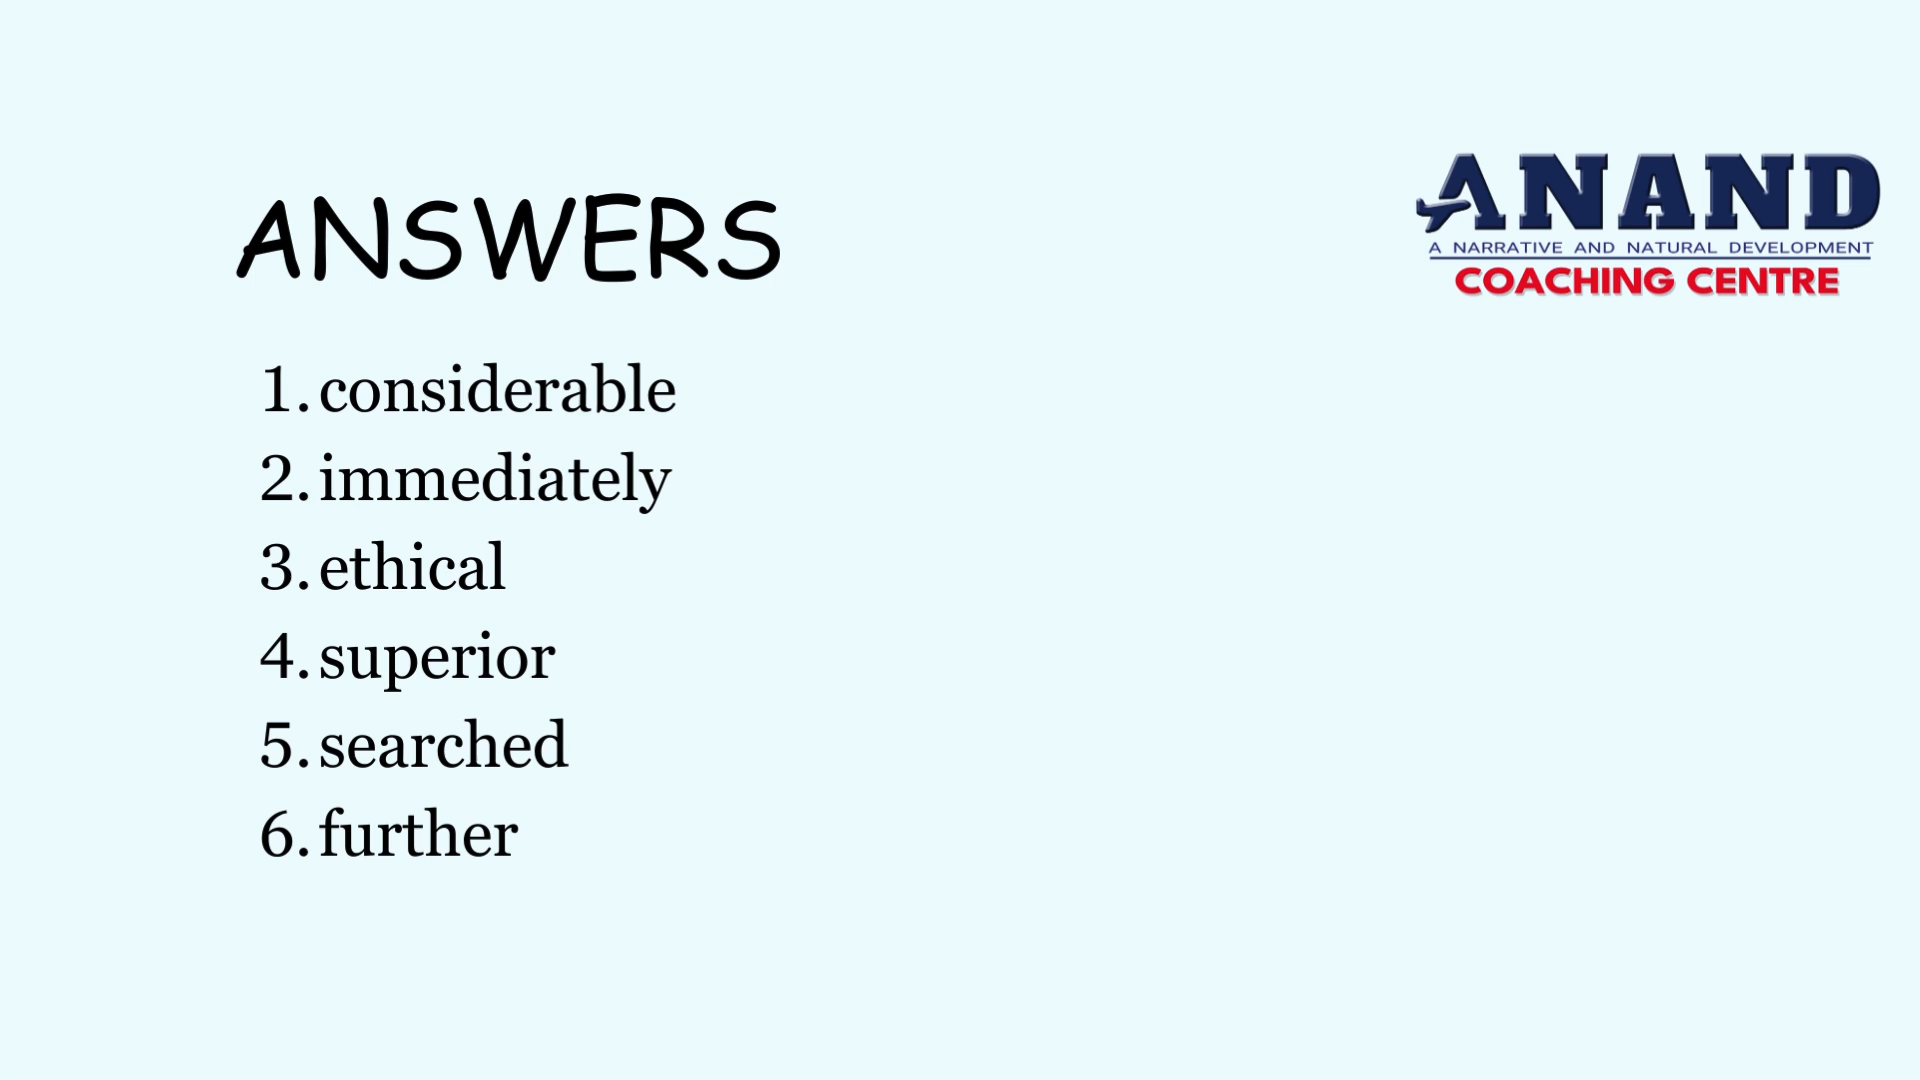 ANAND
A NARRATIVE AND NATURAL DEVELOPMENT
COACHING CENTRE
ANSWERS
1. considerable
2. immediately
3. ethical
4. superior
5. searched
6. further